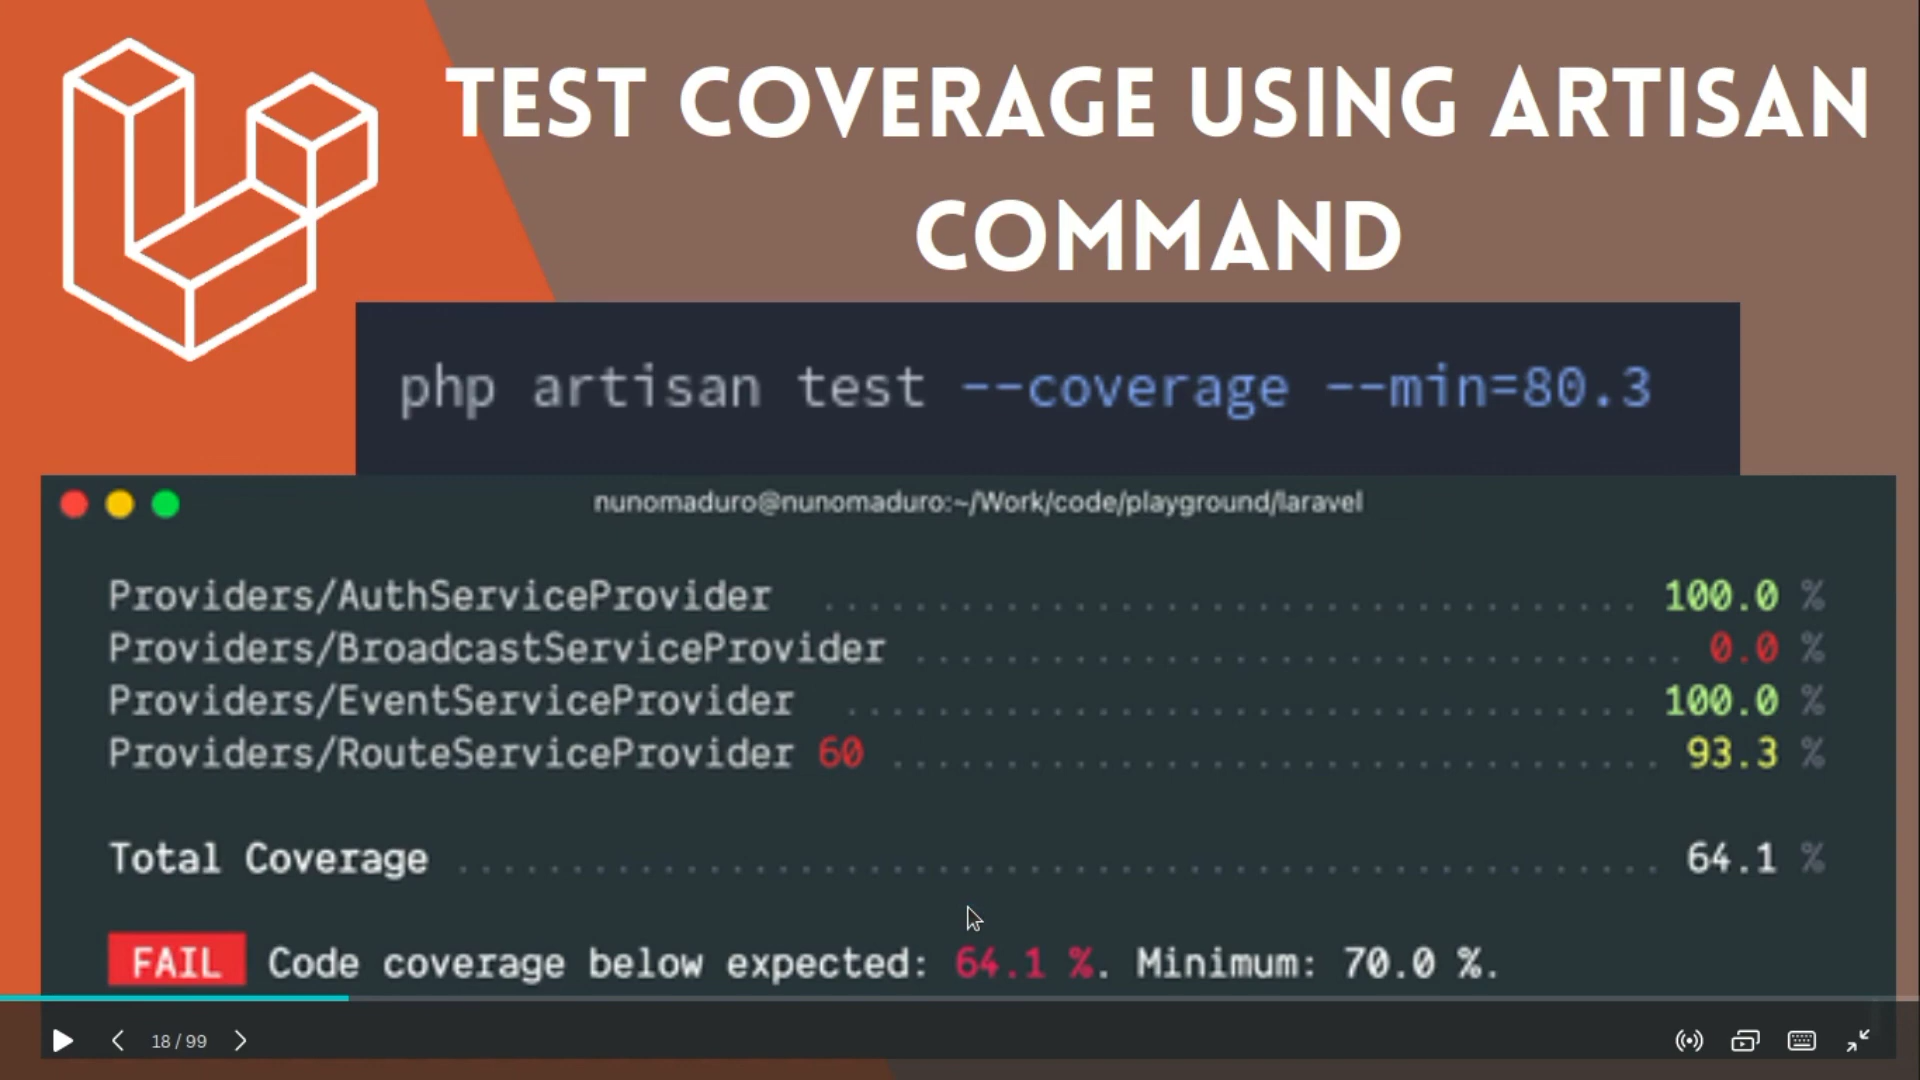 TEST COVERAGE USING ARTISAN
COMMAND
php artisan test --coverage --min=80.3
nunomaduro@nunomaduro:~/Work/code/playground/laravel
Providers/AuthServiceProvider .................................... 100.0 %
Providers/BroadcastServiceProvider .................................. 0.0 %
Providers/EventServiceProvider ................................... 100.0 %
Providers/RouteServiceProvider 60 .................................. 93.3 %
Total Coverage ..................................................... 64.1 %
FAIL Code coverage below expected: 64.1 %. Minimum: 70.0 %.
18 / 99